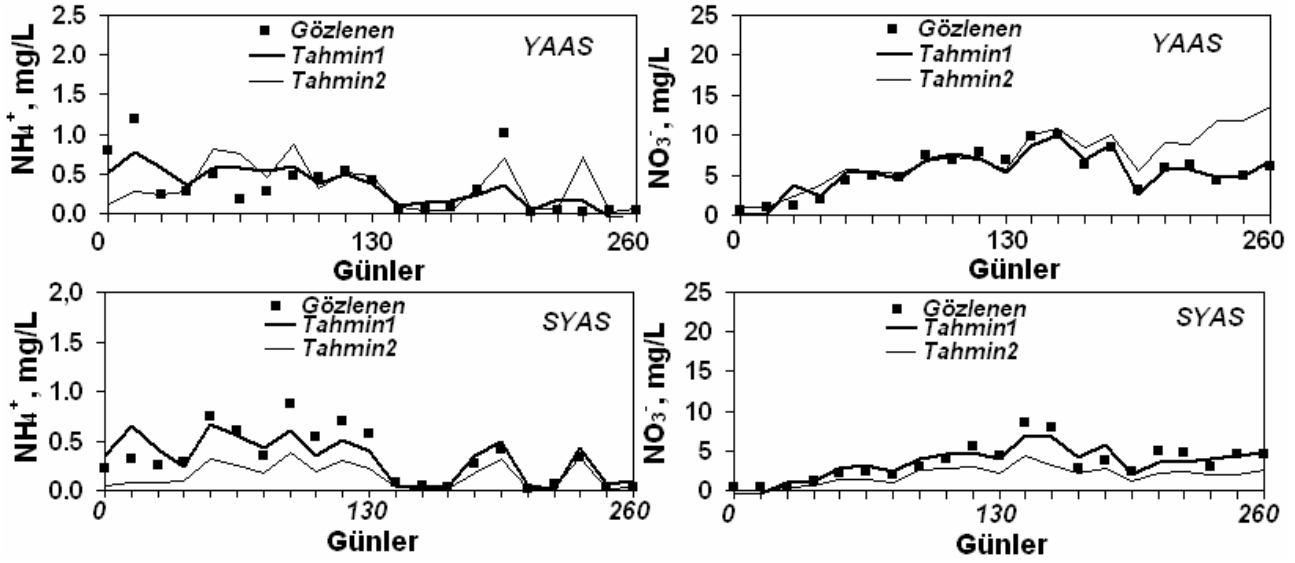 NH₄⁺, mg/L
2.5
2.0
1.5
1.0
0.5
0.0
Gözlenen
Tahmin1
Tahmin2
YAAS
0 130 260
Günler
NO₃⁻, mg/L
25
20
15
10
5
0
Gözlenen
Tahmin1
Tahmin2
YAAS
0 130 260
Günler
NH₄⁺, mg/L
2.0
1.5
1.0
0.5
0.0
Gözlenen
Tahmin1
Tahmin2
SYAS
0 130 260
Günler
NO₃⁻, mg/L
25
20
15
10
5
0
Gözlenen
Tahmin1
Tahmin2
SYAS
0 130 260
Günler